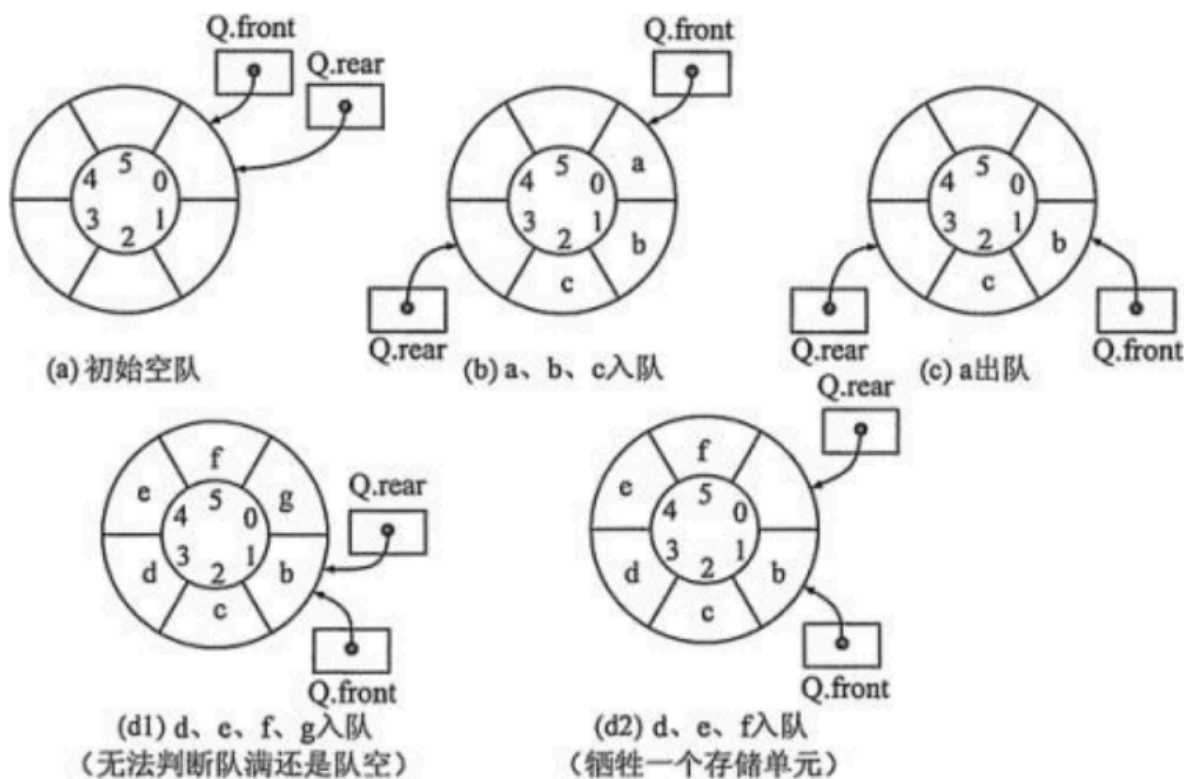 Q.front
Q.rear
5
4 0
3 1
2
(a) 初始空队
Q.front
5
4 0 a
3 1 b
2
c
Q.rear
(b) a、b、c入队
5
4 0
3 1 b
2
c
Q.rear
Q.front
(c) a出队
f
e 5 g
4 0
3 1
d 2 b
c
Q.rear
Q.front
(d1) d、e、f、g入队
(无法判断队满还是队空)
Q.rear
f
e 5
4 0
3 1
d 2 b
c
Q.front
(d2) d、e、f入队
(牺牲一个存储单元)